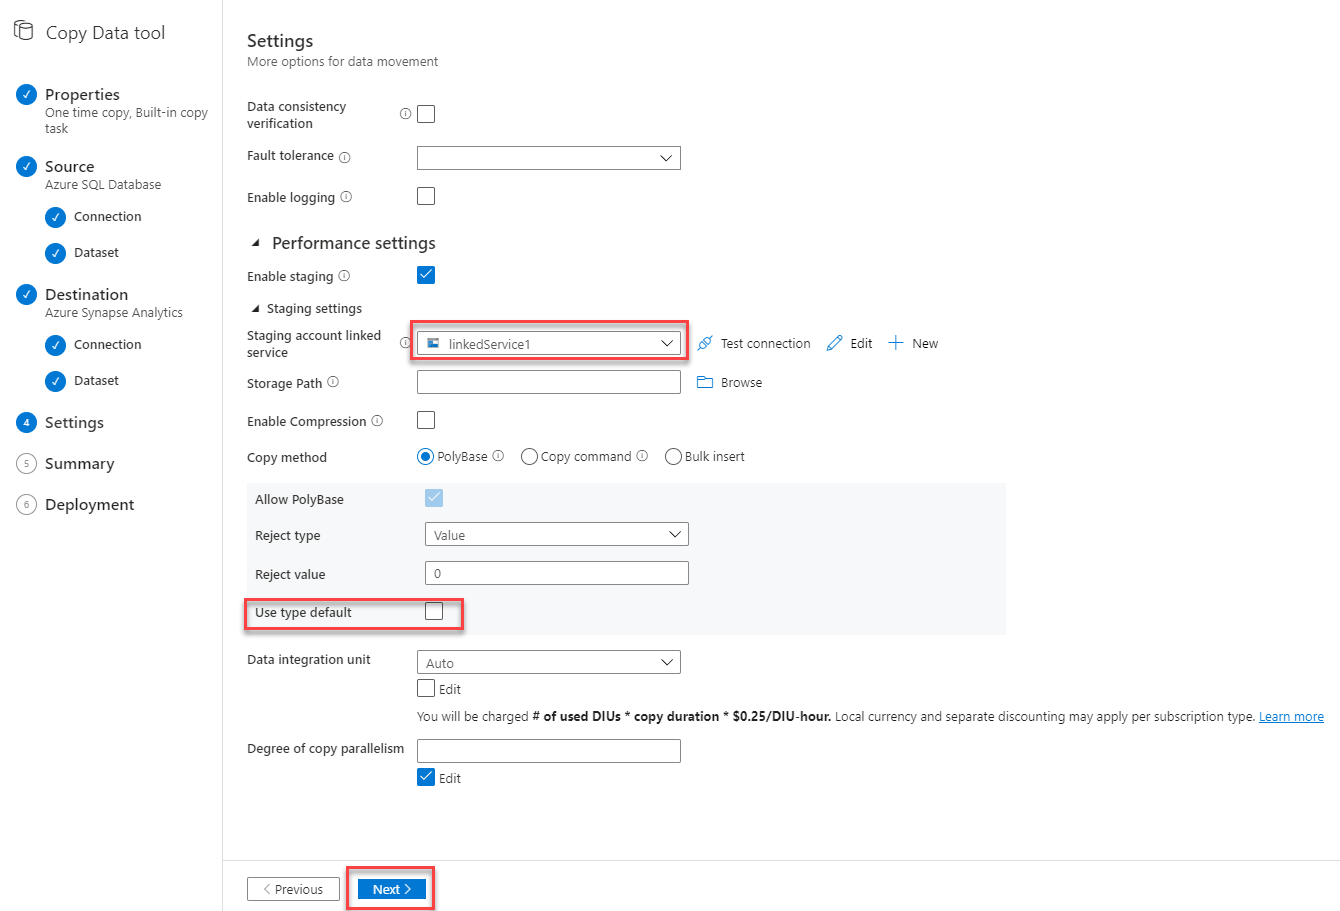 Copy Data tool
Properties
One time copy, Built-in copy
task
Source
Azure SQL Database
Connection
Dataset
Destination
Azure Synapse Analytics
Connection
Dataset
4 Settings
5 Summary
6 Deployment
Settings
More options for data movement
Data consistency
verification
Fault tolerance
Enable logging
Performance settings
Enable staging
Staging settings
Staging account linked
service
linkedService1
Test connection
Edit
New
Storage Path
Browse
Enable Compression
Copy method
PolyBase
Copy command
Bulk insert
Allow PolyBase
Reject type
Value
Reject value
0
Use type default
Data integration unit
Auto
Edit
You will be charged # of used DIUs * copy duration * $0.25/DIU-hour. Local currency and separate discounting may apply per subscription type. Learn more
Degree of copy parallelism
Edit
Previous
Next